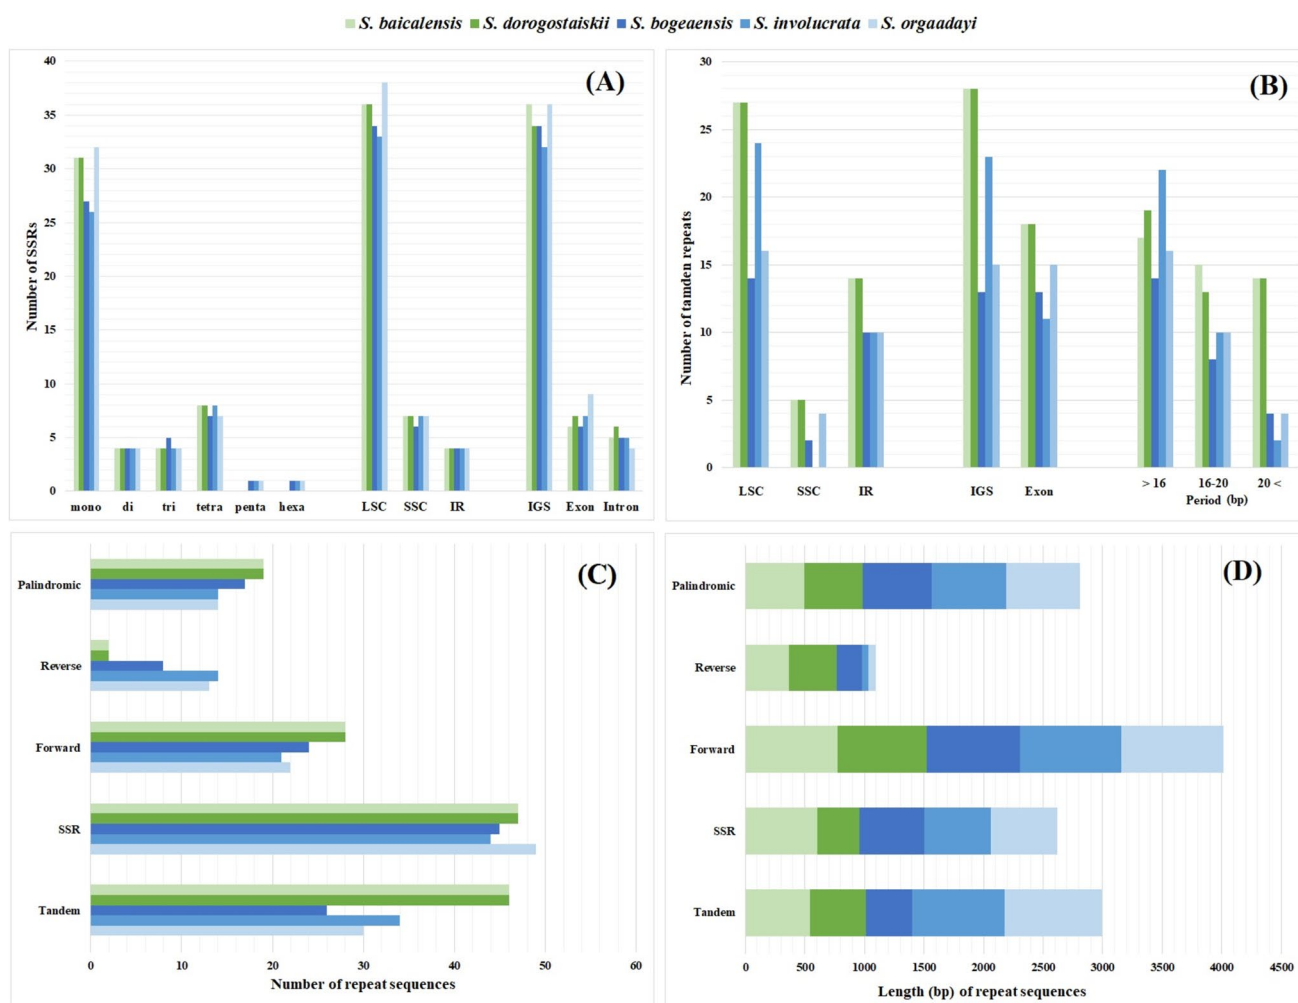 S. baicalensis S. dorogostaiskii S. bogeaensis S. involucrata S. orgaadayi
(A)
Number of SSRs
40
35
30
25
20
15
10
5
0
mono di tri tetra penta hexa LSC SSC IR IGS Exon Intron
(B)
Number of tamden repeats
30
25
20
15
10
5
0
LSC SSC IR IGS Exon > 16 16-20 20 <
Period (bp)
(C)
Palindromic
Reverse
Forward
SSR
Tandem
0 10 20 30 40 50 60
Number of repeat sequences
(D)
Palindromic
Reverse
Forward
SSR
Tandem
0 500 1000 1500 2000 2500 3000 3500 4000 4500
Length (bp) of repeat sequences